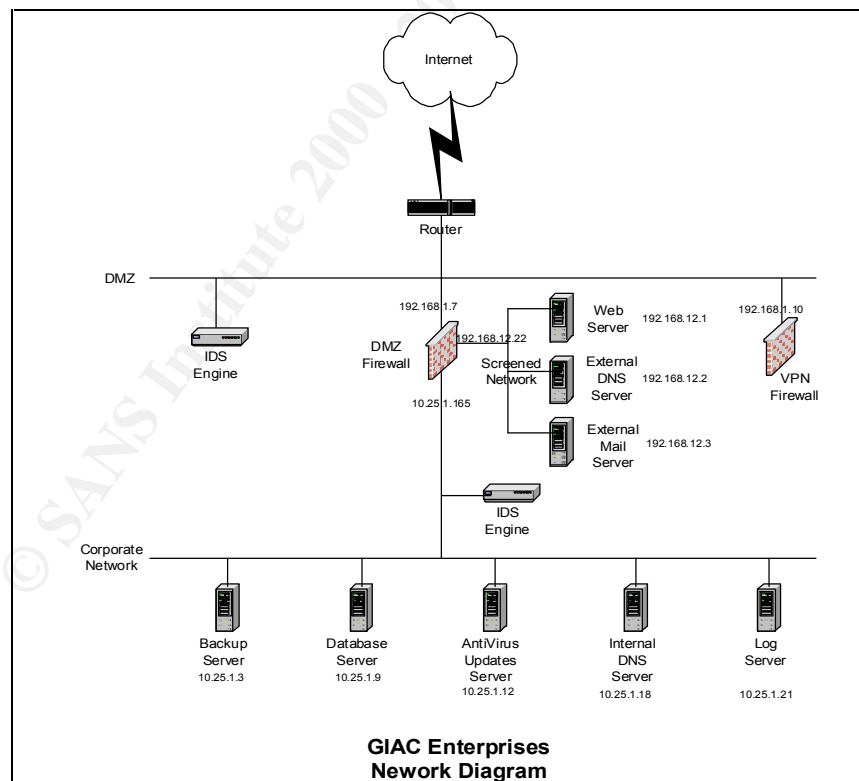 © SANS Institute 2000
Internet
Router
DMZ
192.168.1.7
192.168.1.10
IDS
Engine
DMZ
Firewall
192.168.12.22
Screened
Network
Web
Server
192.168.12.1
External
DNS
Server
192.168.12.2
External
Mail
Server
192.168.12.3
VPN
Firewall
10.25.1.165
IDS
Engine
Corporate
Network
Backup
Server
10.25.1.3
Database
Server
10.25.1.9
AntiVirus
Updates
Server
10.25.1.12
Internal
DNS
Server
10.25.1.18
Log
Server
10.25.1.21
GIAC Enterprises
Nework Diagram